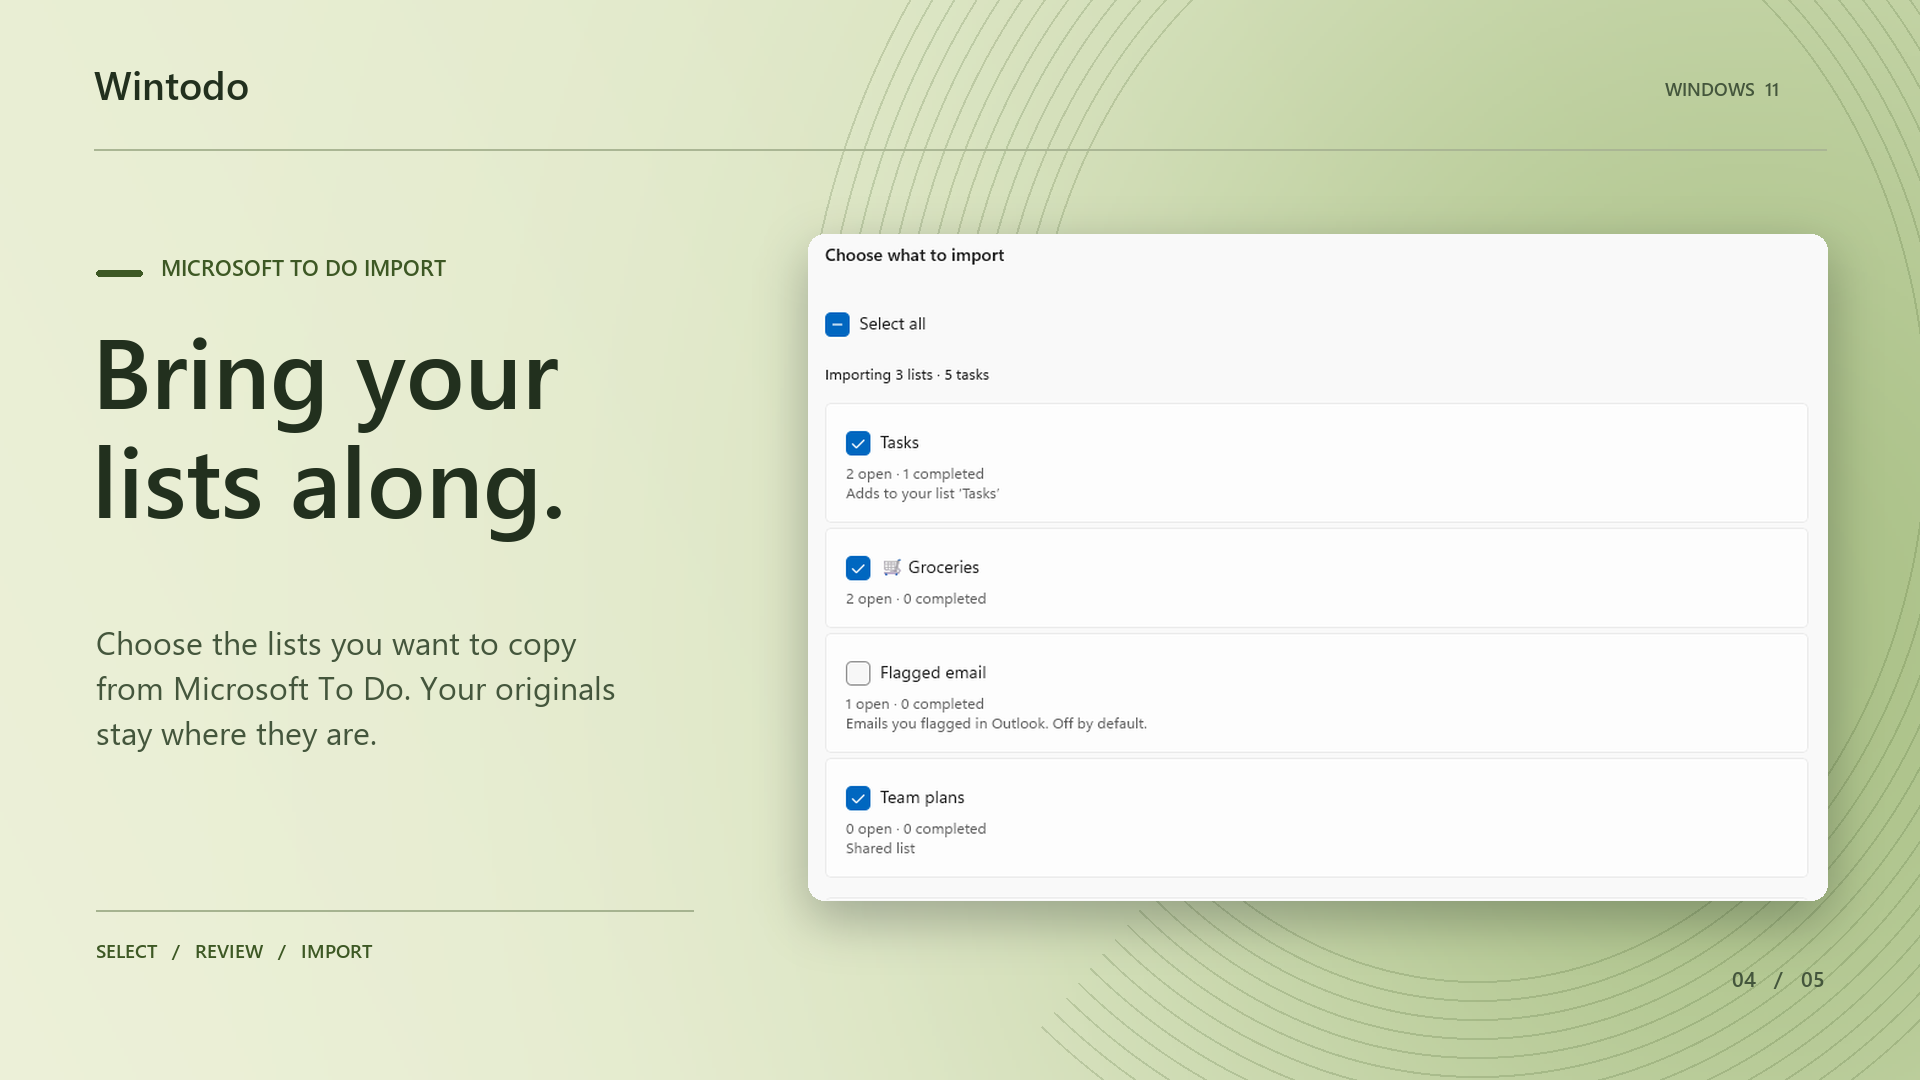 Wintodo
WINDOWS 11
MICROSOFT TO DO IMPORT
Bring your
lists along.
Choose the lists you want to copy
from Microsoft To Do. Your originals
stay where they are.
SELECT / REVIEW / IMPORT
Choose what to import
Select all
Importing 3 lists · 5 tasks
Tasks
2 open · 1 completed
Adds to your list ‘Tasks’
🛒 Groceries
2 open · 0 completed
Flagged email
1 open · 0 completed
Emails you flagged in Outlook. Off by default.
Team plans
0 open · 0 completed
Shared list
04 / 05